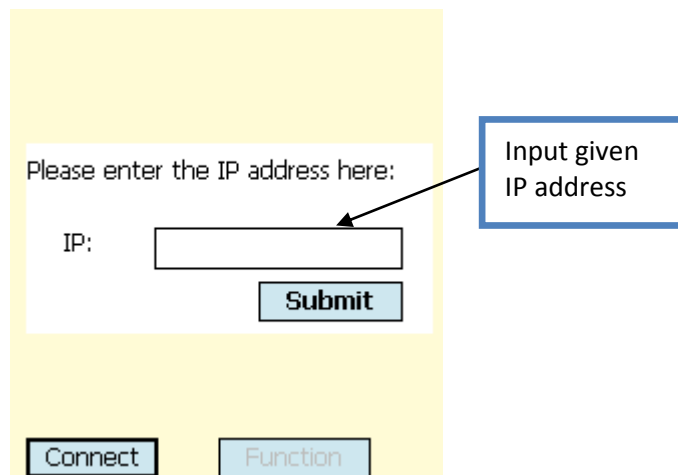 Please enter the IP address here:
Input given
IP address
IP:
Submit
Connect
Function